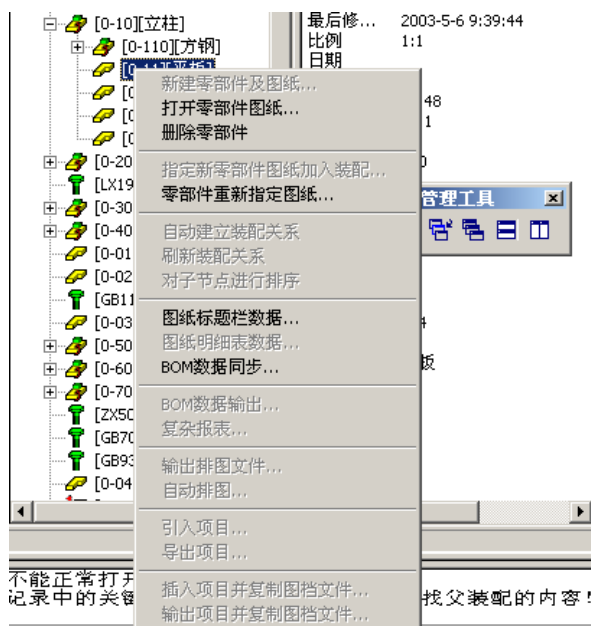 [0-10][立柱]
[0-110][方钢]
[0-20
[LX19
[0-30
[0-40
[0-01
[0-02
[GB11
[0-03
[0-50
[0-60
[0-70
[ZX50
[GB70
[GB93
[0-04
最后修... 2003-5-6 9:39:44
比例 1:1
日期
48
1
管理工具
新建零部件及图纸...
打开零部件图纸...
删除零部件
指定新零部件图纸加入装配...
零部件重新指定图纸...
自动建立装配关系
刷新装配关系
对子节点进行排序
图纸标题栏数据...
图纸明细表数据...
BOM数据同步...
BOM数据输出...
复杂报表...
输出排图文件...
自动排图...
引入项目...
导出项目...
插入项目并复制图档文件...
输出项目并复制图档文件...
不能正常打开
记录中的关键 找父装配的内容!